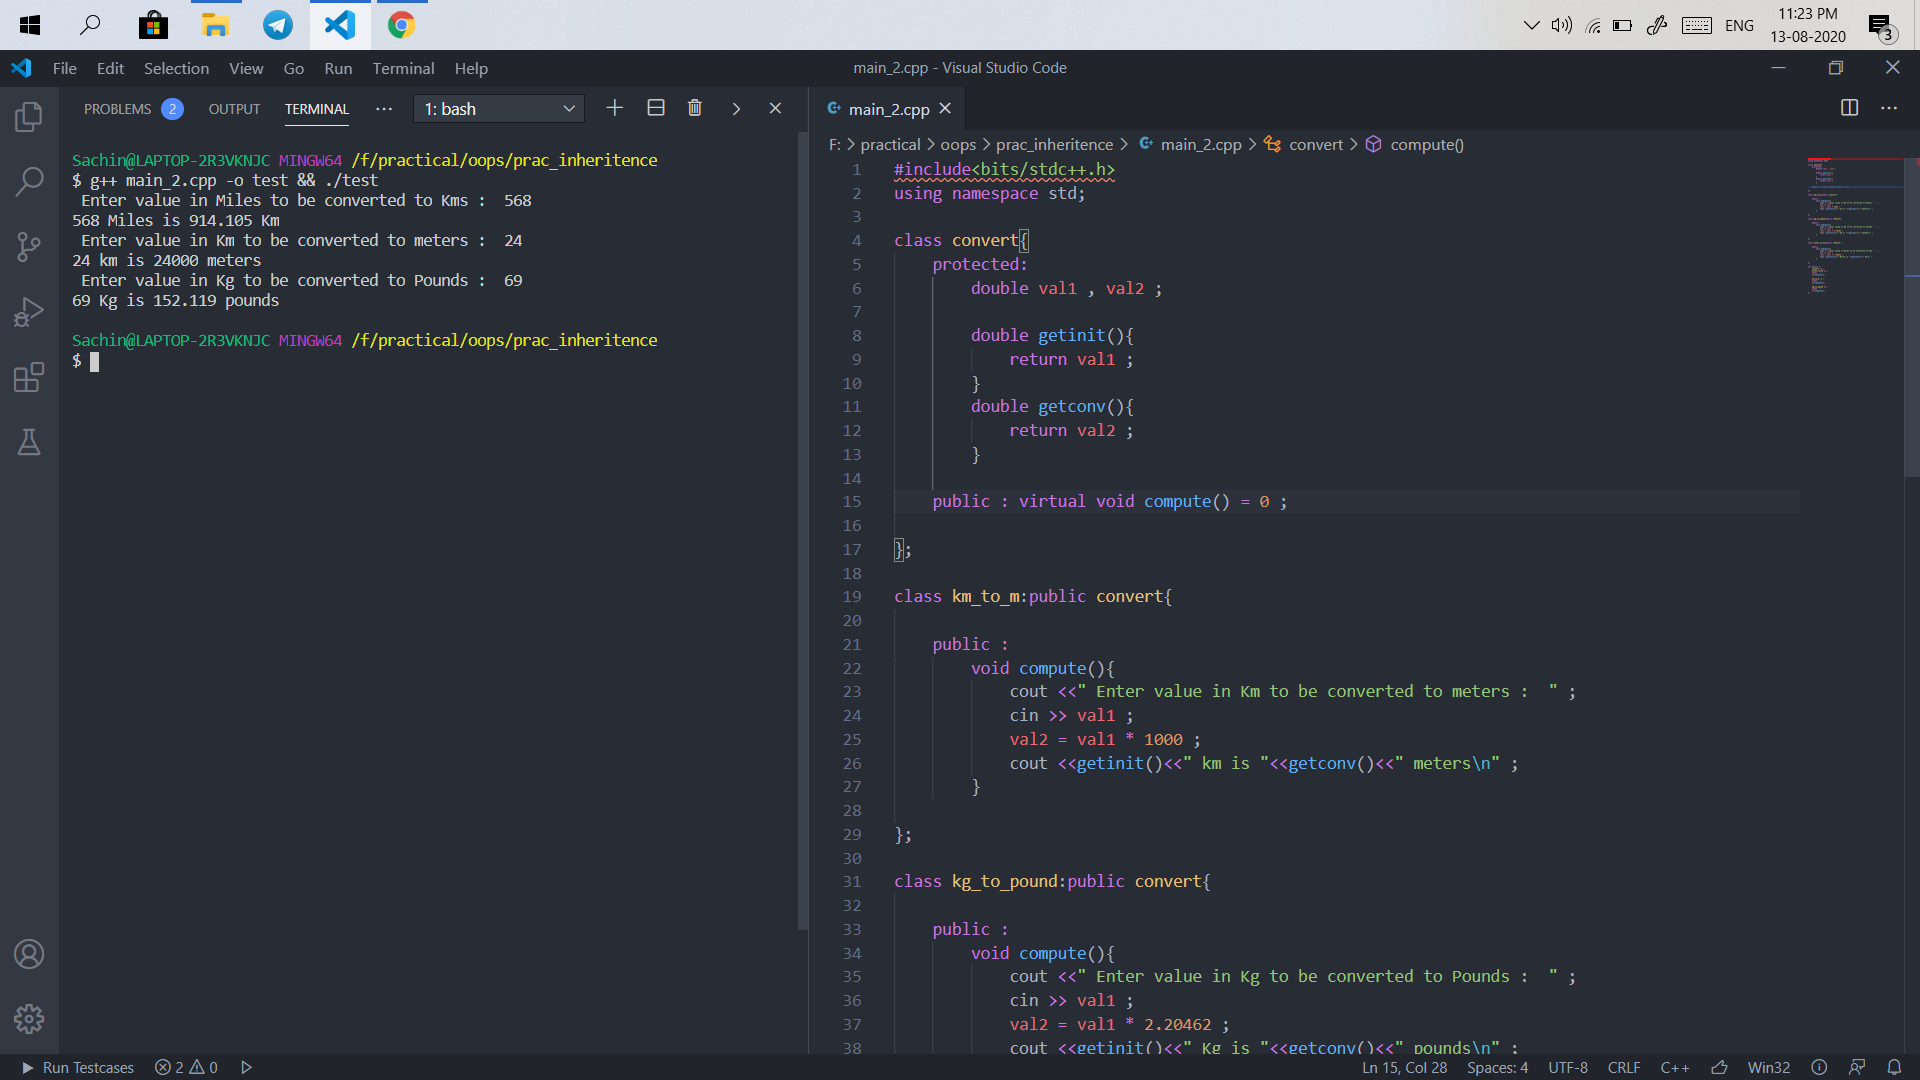 ENG
11:23 PM
13-08-2020
3
File Edit Selection View Go Run Terminal Help
main_2.cpp - Visual Studio Code
PROBLEMS 2 OUTPUT TERMINAL ··· 1: bash
Sachin@LAPTOP-2R3VKNJC MINGW64 /f/practical/oops/prac_inheritence
$ g++ main_2.cpp -o test && ./test
Enter value in Miles to be converted to Kms :  568
568 Miles is 914.105 Km
Enter value in Km to be converted to meters :  24
24 km is 24000 meters
Enter value in Kg to be converted to Pounds :  69
69 Kg is 152.119 pounds
Sachin@LAPTOP-2R3VKNJC MINGW64 /f/practical/oops/prac_inheritence
$
main_2.cpp
F: > practical > oops > prac_inheritence > main_2.cpp > convert > compute()
1 #include<bits/stdc++.h>
2 using namespace std;
3
4 class convert{
5 protected:
6 double val1 , val2 ;
7
8 double getinit(){
9 return val1 ;
10 }
11 double getconv(){
12 return val2 ;
13 }
14
15 public : virtual void compute() = 0 ;
16
17 };
18
19 class km_to_m:public convert{
20
21 public :
22 void compute(){
23 cout <<" Enter value in Km to be converted to meters :  " ;
24 cin >> val1 ;
25 val2 = val1 * 1000 ;
26 cout <<getinit()<<" km is "<<getconv()<<" meters\n" ;
27 }
28
29 };
30
31 class kg_to_pound:public convert{
32
33 public :
34 void compute(){
35 cout <<" Enter value in Kg to be converted to Pounds :  " ;
36 cin >> val1 ;
37 val2 = val1 * 2.20462 ;
38 cout <<getinit()<<" Kg is "<<getconv()<<" pounds\n" ;
Run Testcases 2 0
Ln 15, Col 28 Spaces: 4 UTF-8 CRLF C++ Win32